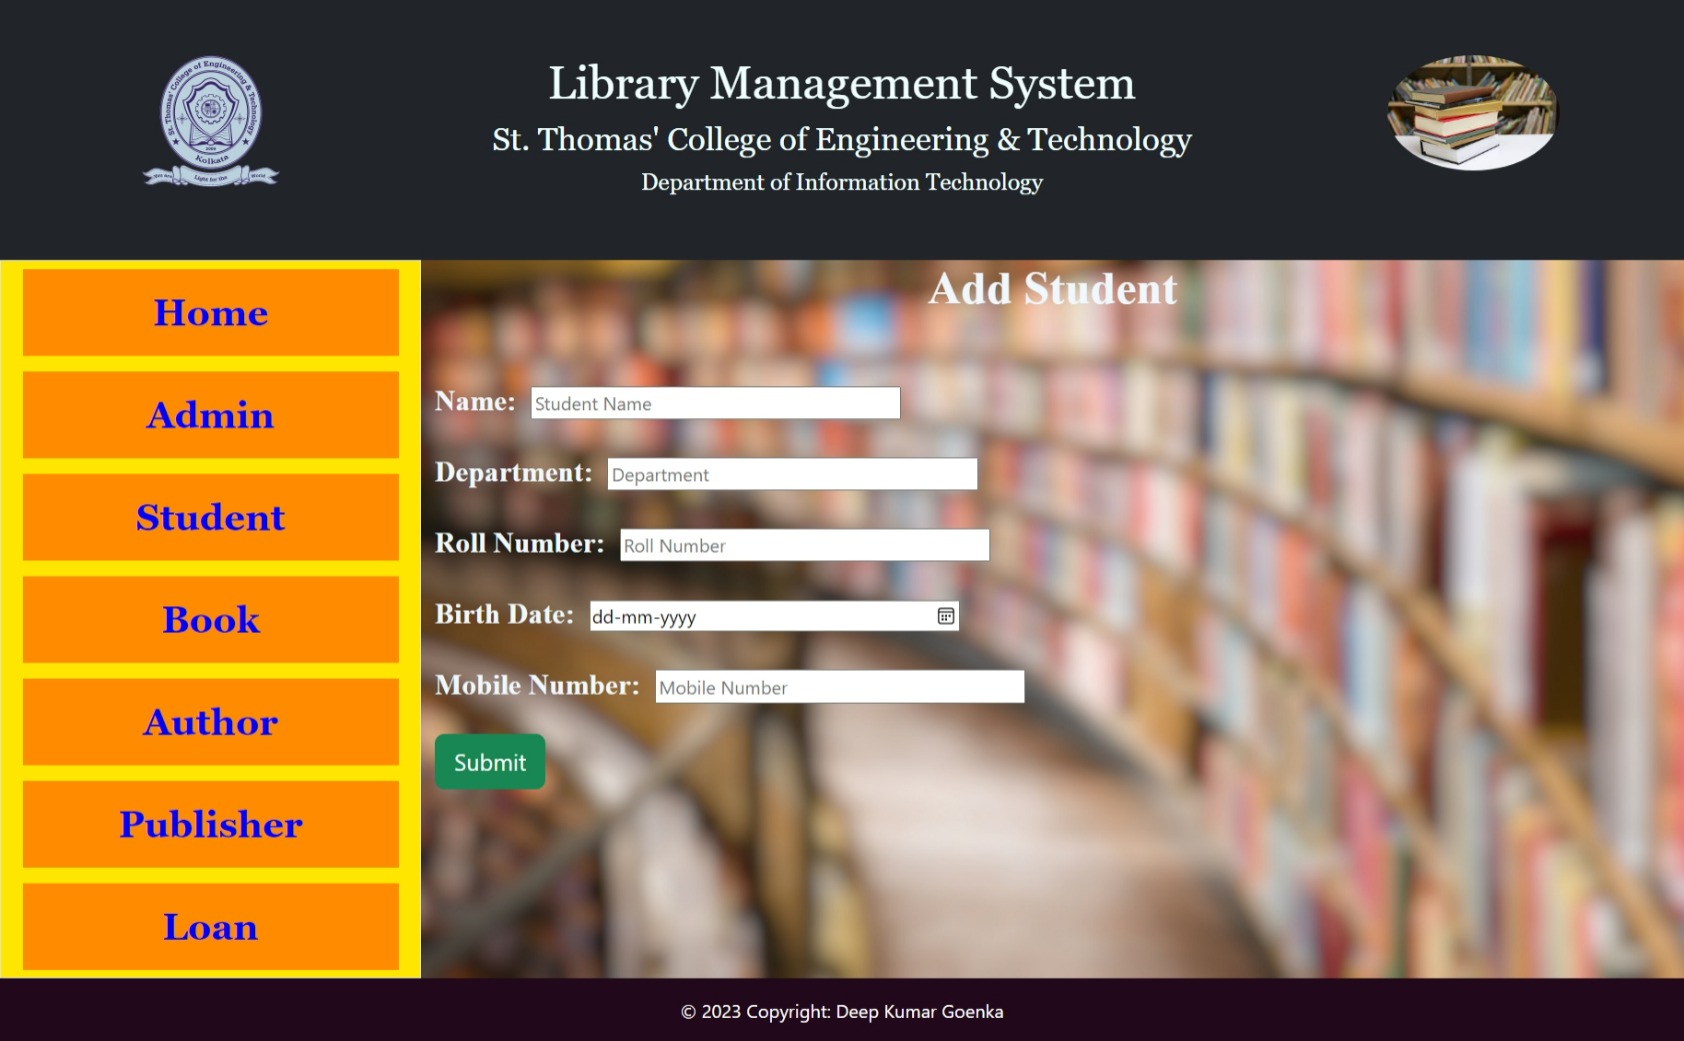 St. Thomas' College of Engineering & Technology
Kolkata
Library Management System
St. Thomas' College of Engineering & Technology
Department of Information Technology
Home
Admin
Student
Book
Author
Publisher
Loan
Add Student
Name: Student Name
Department: Department
Roll Number: Roll Number
Birth Date: dd-mm-yyyy
Mobile Number: Mobile Number
Submit
© 2023 Copyright: Deep Kumar Goenka